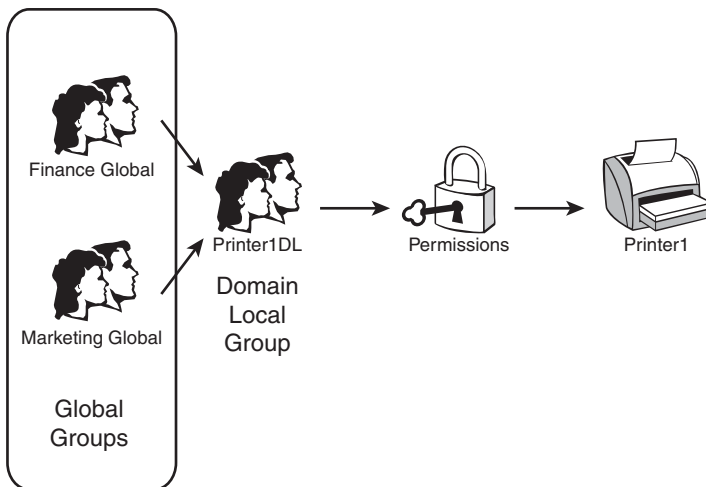 Finance Global
Marketing Global
Global
Groups
Printer1DL
Domain
Local
Group
Permissions
Printer1